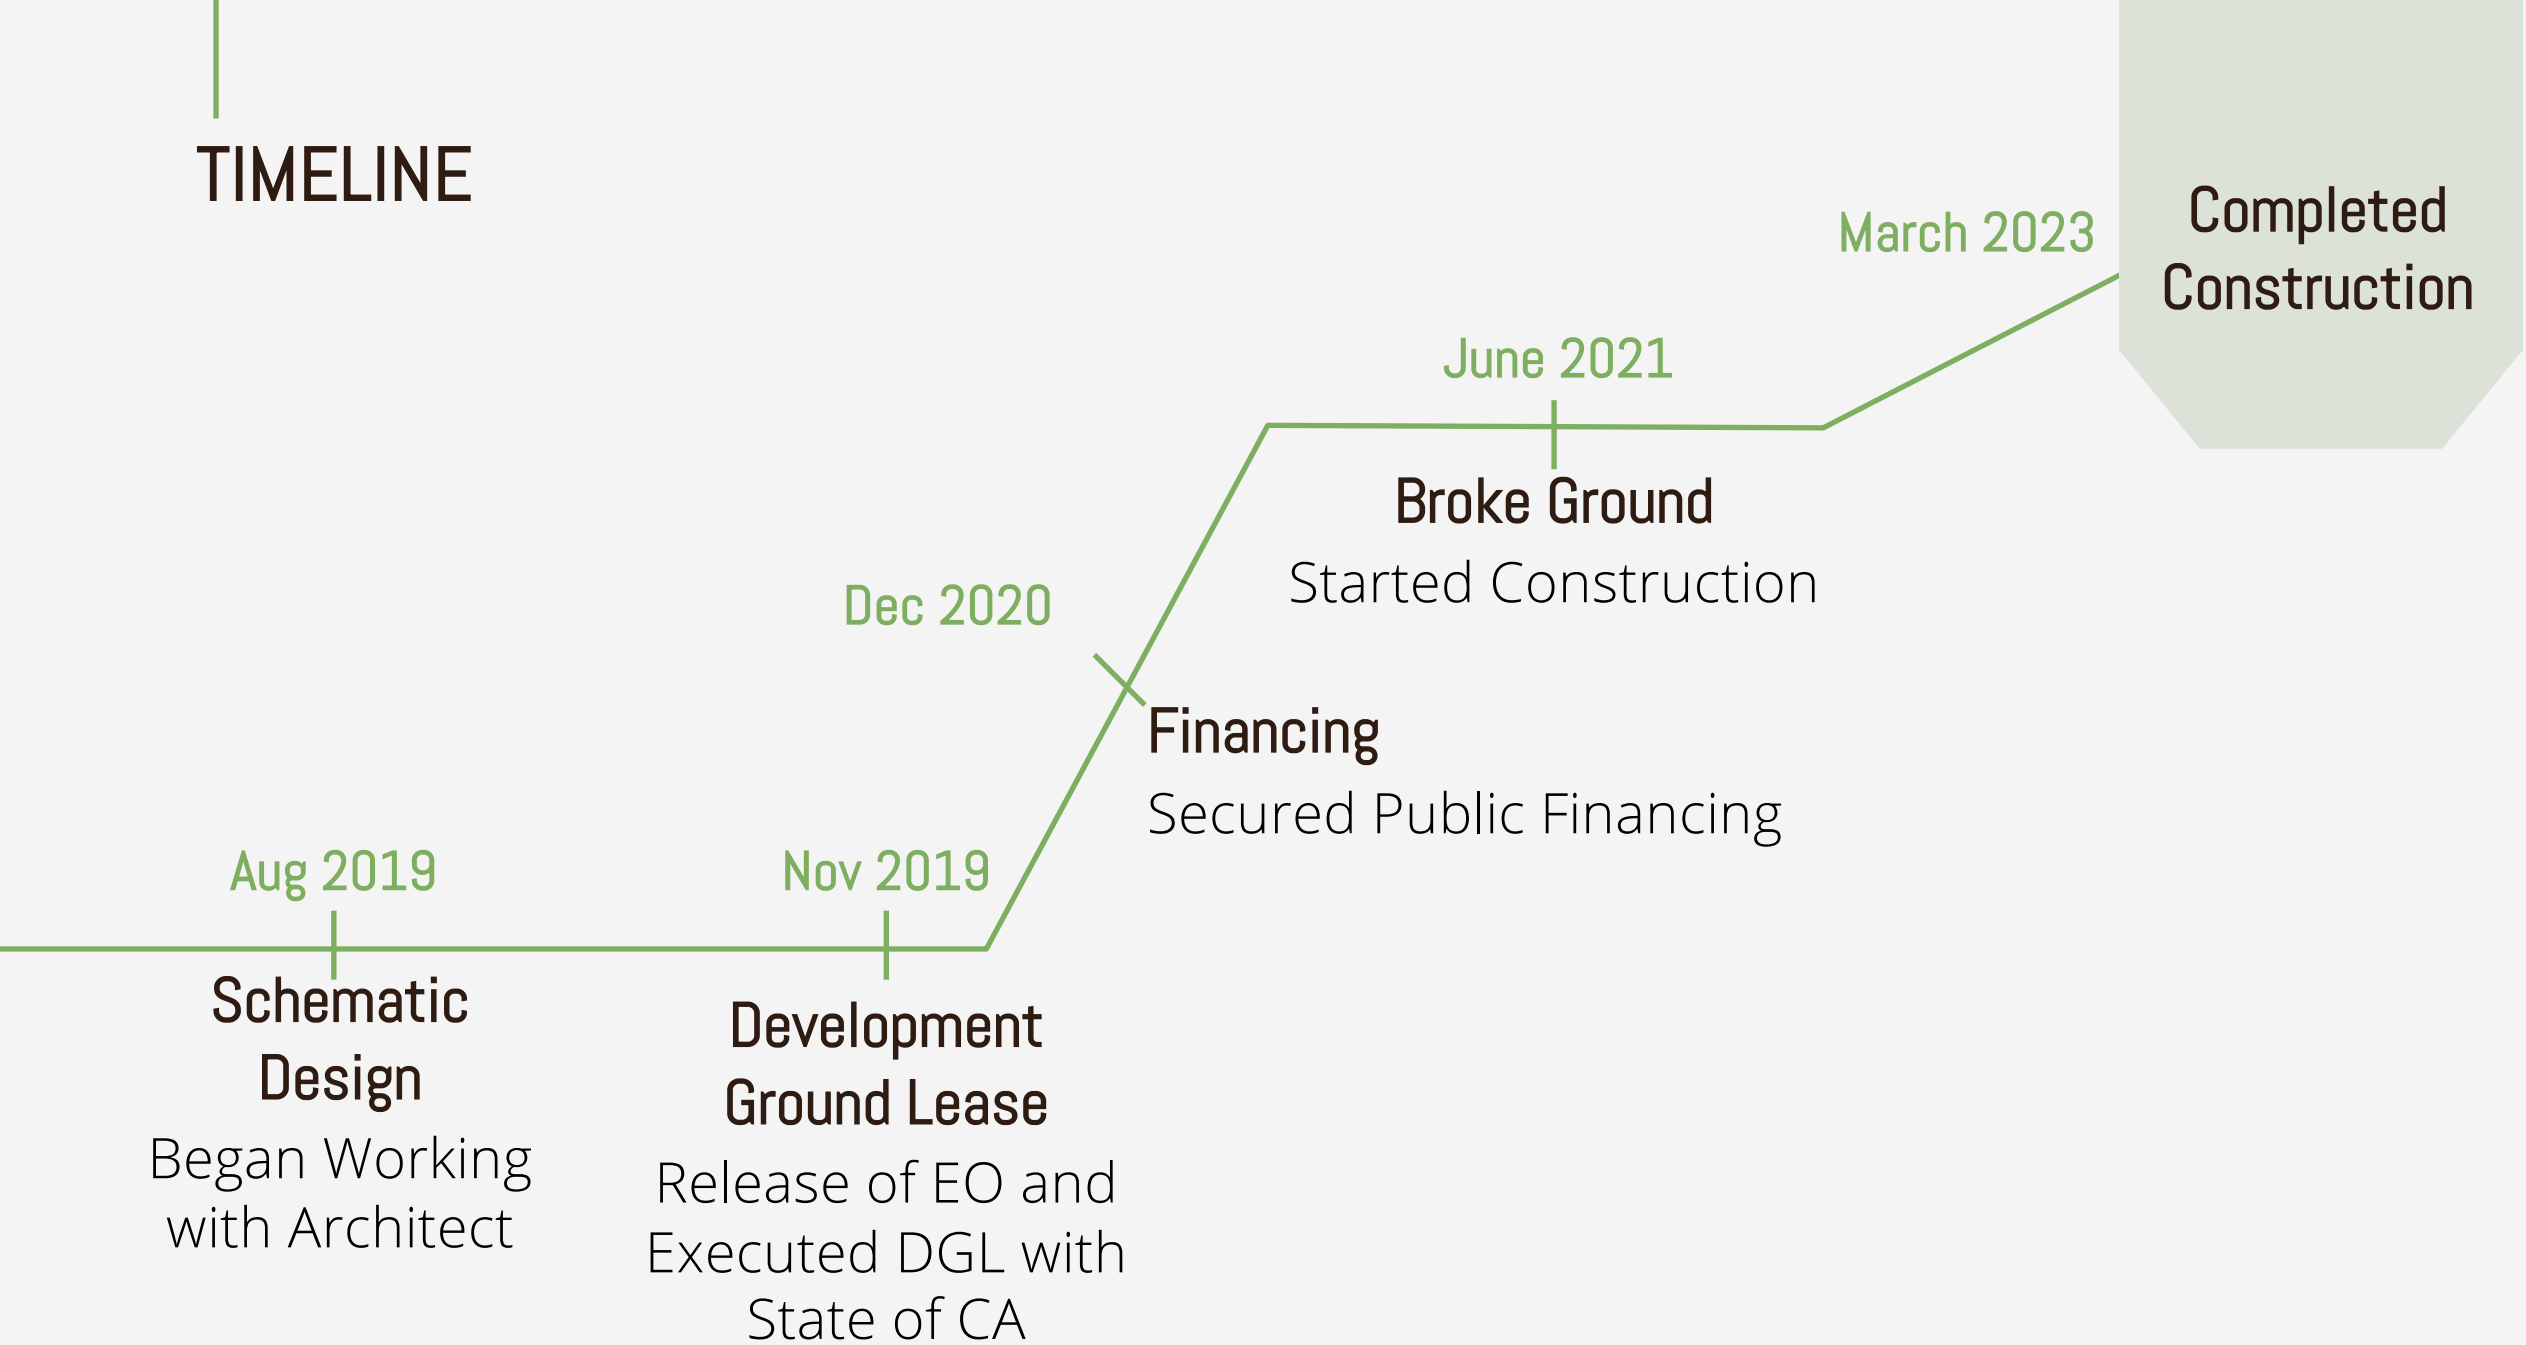 TIMELINE
Aug 2019
Schematic
Design
Began Working
with Architect
Nov 2019
Development
Ground Lease
Release of EO and
Executed DGL with
State of CA
Dec 2020
Financing
Secured Public Financing
June 2021
Broke Ground
Started Construction
March 2023
Completed
Construction